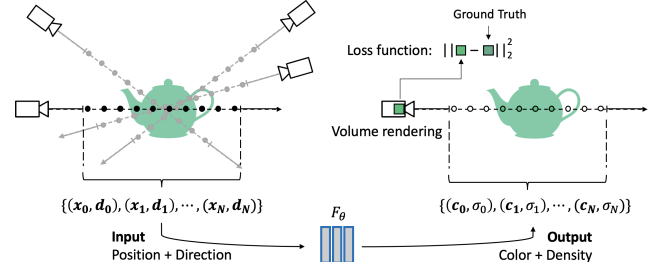 Ground Truth
Loss function: ||■ − ■||²₂
Volume rendering
{(x₀, d₀), (x₁, d₁), ⋯, (x_N, d_N)}
{(c₀, σ₀), (c₁, σ₁), ⋯, (c_N, σ_N)}
F_θ
Input
Position + Direction
Output
Color + Density